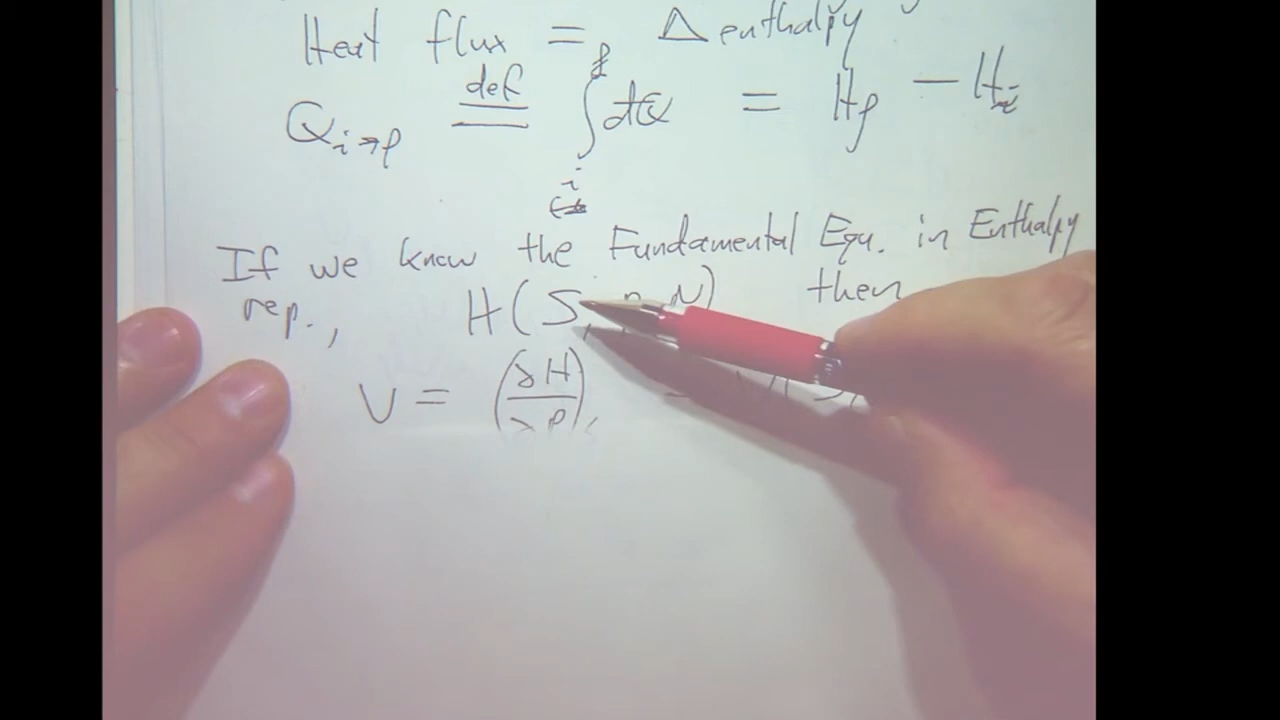 Heat flux = Δ enthalpy
Q i→f def= ∫ i f dQ = Hf − Hi
If we know the Fundamental Equ. in Enthalpy
rep., H(S, P, N) then
V = (∂H/∂P)